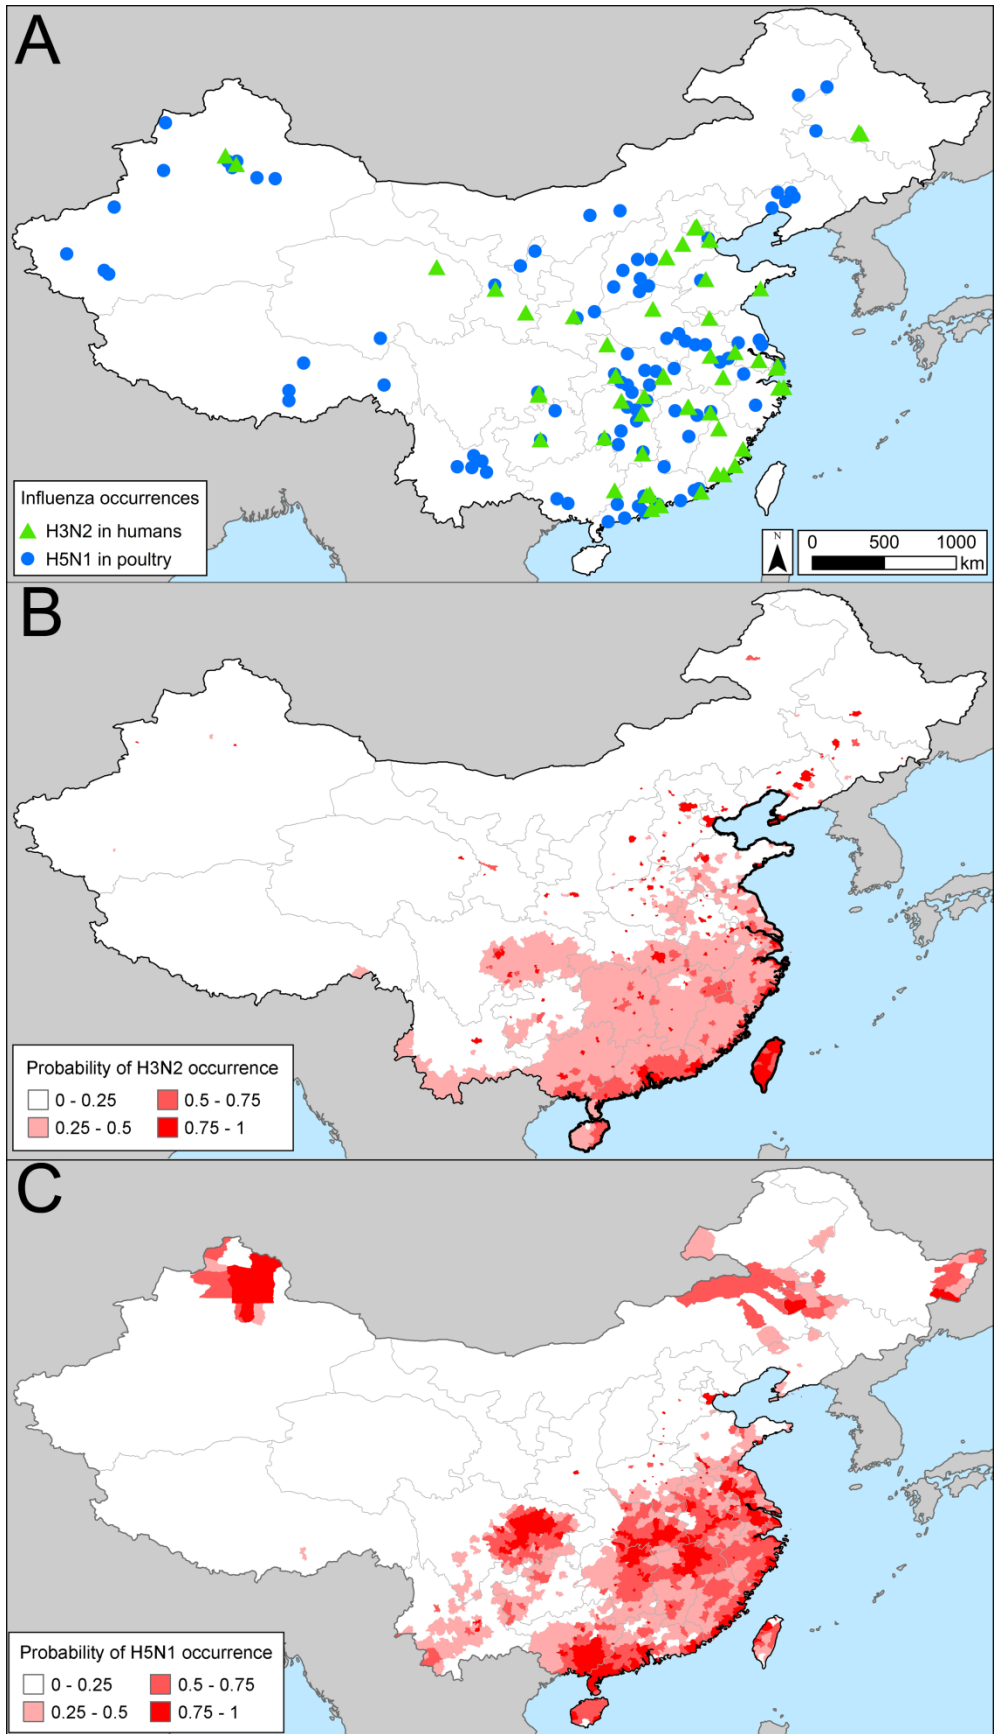 A
Influenza occurrences
H3N2 in humans
H5N1 in poultry
N
0 500 1000
km
B
Probability of H3N2 occurrence
0 - 0.25 0.5 - 0.75
0.25 - 0.5 0.75 - 1
C
Probability of H5N1 occurrence
0 - 0.25 0.5 - 0.75
0.25 - 0.5 0.75 - 1